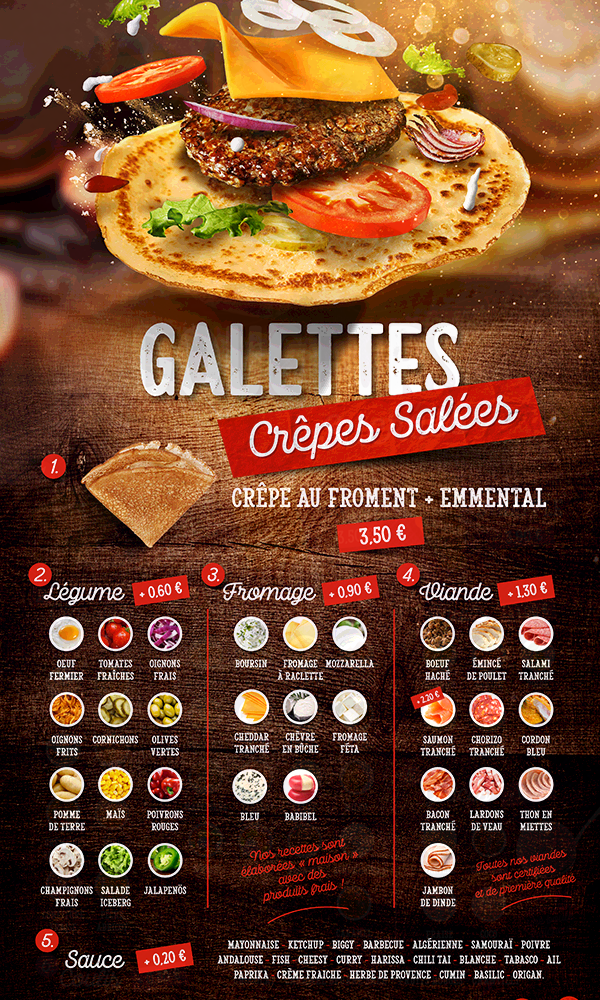 GALETTES
Crêpes Salées
1.
CRÊPE AU FROMENT + EMMENTAL
3,50 €
2.
Légume
+ 0,60 €
OEUF
FERMIER
TOMATES
FRAÎCHES
OIGNONS
FRAIS
OIGNONS
FRITS
CORNICHONS
OLIVES
VERTES
POMME
DE TERRE
MAÏS
POIVRONS
ROUGES
CHAMPIGNONS
FRAIS
SALADE
ICEBERG
JALAPENÖS
3.
Fromage
+ 0,90 €
BOURSIN
FROMAGE
À RACLETTE
MOZZARELLA
CHEDDAR
TRANCHÉ
CHÈVRE
EN BÛCHE
FROMAGE
FÉTA
BLEU
BABIBEL
Nos recettes sont
élaborées « maison »
avec des
produits frais !
4.
Viande
+ 1,30 €
BOEUF
HACHÉ
ÉMINCÉ
DE POULET
SALAMI
TRANCHÉ
+ 2,20 €
SAUMON
TRANCHÉ
CHORIZO
TRANCHÉ
CORDON
BLEU
BACON
TRANCHÉ
LARDONS
DE VEAU
THON EN
MIETTES
JAMBON
DE DINDE
Toutes nos viandes
sont certifiées
et de première qualité
5.
Sauce
+ 0,20 €
MAYONNAISE - KETCHUP - BIGGY - BARBECUE - ALGÉRIENNE - SAMOURAÏ - POIVRE
ANDALOUSE - FISH - CHEESY - CURRY - HARISSA - CHILI TAI - BLANCHE - TABASCO - AIL
PAPRIKA - CRÈME FRAICHE - HERBE DE PROVENCE - CUMIN - BASILIC - ORIGAN.